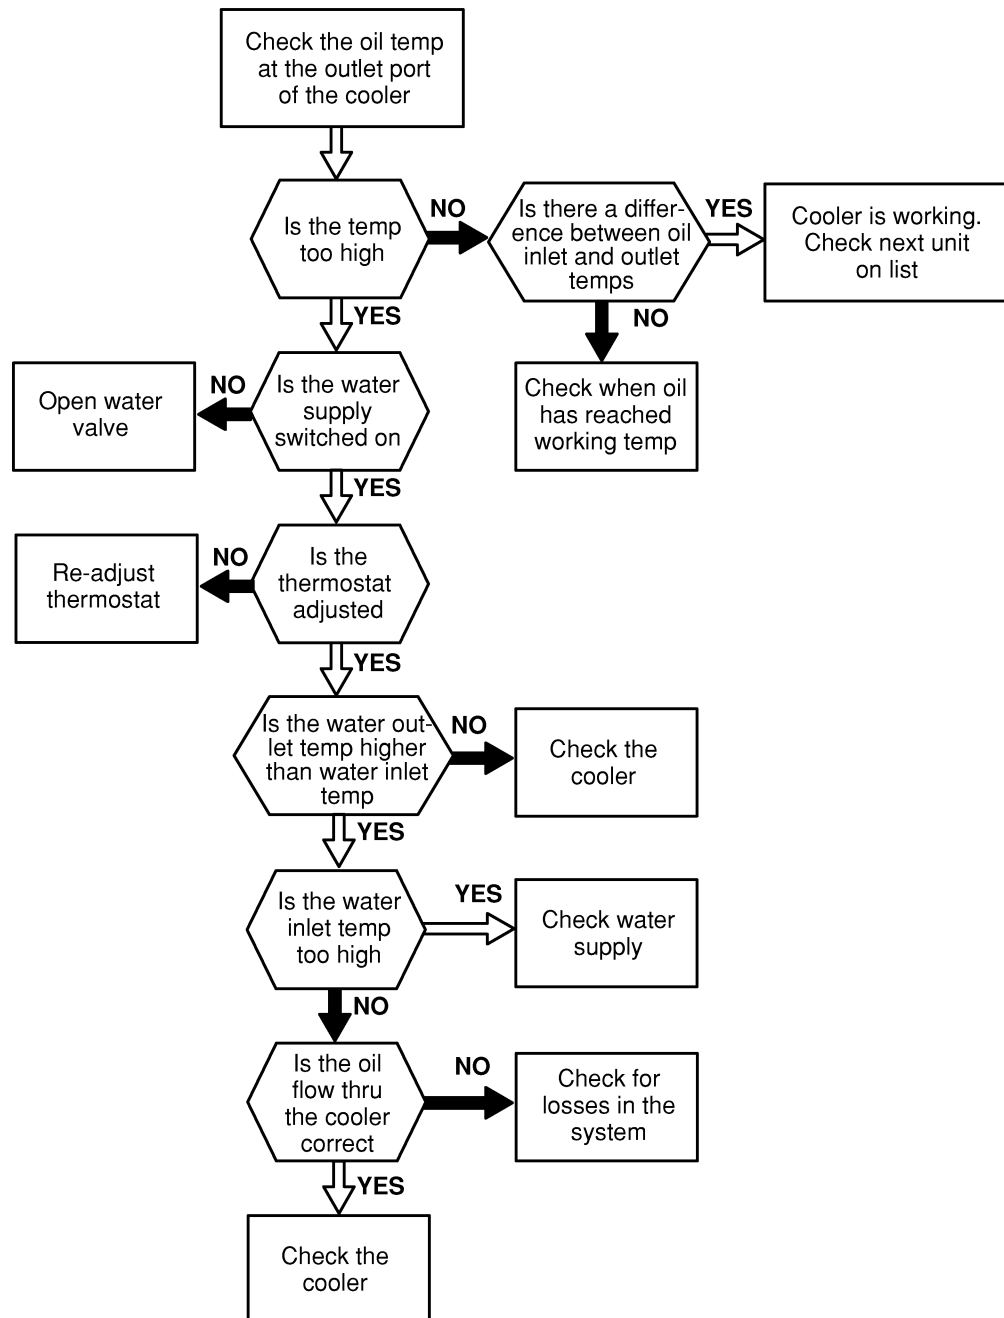 Check the oil temp
at the outlet port
of the cooler
Is the temp
too high
NO
Is there a differ-
ence between oil
inlet and outlet
temps
YES
Cooler is working.
Check next unit
on list
YES
NO
Check when oil
has reached
working temp
Is the water
supply
switched on
NO
Open water
valve
YES
Is the
thermostat
adjusted
NO
Re-adjust
thermostat
YES
Is the water out-
let temp higher
than water inlet
temp
NO
Check the
cooler
YES
Is the water
inlet temp
too high
YES
Check water
supply
NO
Is the oil
flow thru
the cooler
correct
NO
Check for
losses in the
system
YES
Check the
cooler